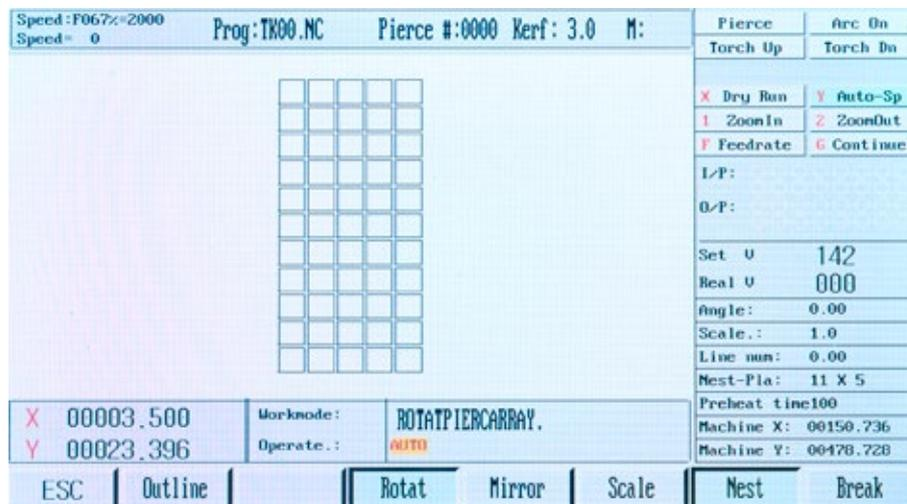 Speed:F067%=2000
Speed= 0
Prog:TK00.NC Pierce #:0000 Kerf: 3.0 M:
Pierce Arc On
Torch Up Torch Dn
X Dry Run Y Auto-Sp
1 ZoomIn 2 ZoomOut
F Feedrate G Continue
I/P:
O/P:
Set V 142
Real V 000
Angle: 0.00
Scale.: 1.0
Line num: 0.00
Nest-Pla: 11 X 5
Preheat time100
Machine X: 00150.736
Machine Y: 00478.728
X 00003.500
Y 00023.396
Workmode: ROTATPIERCARRAY.
Operate.: AUTO
ESC Outline Rotat Mirror Scale Nest Break